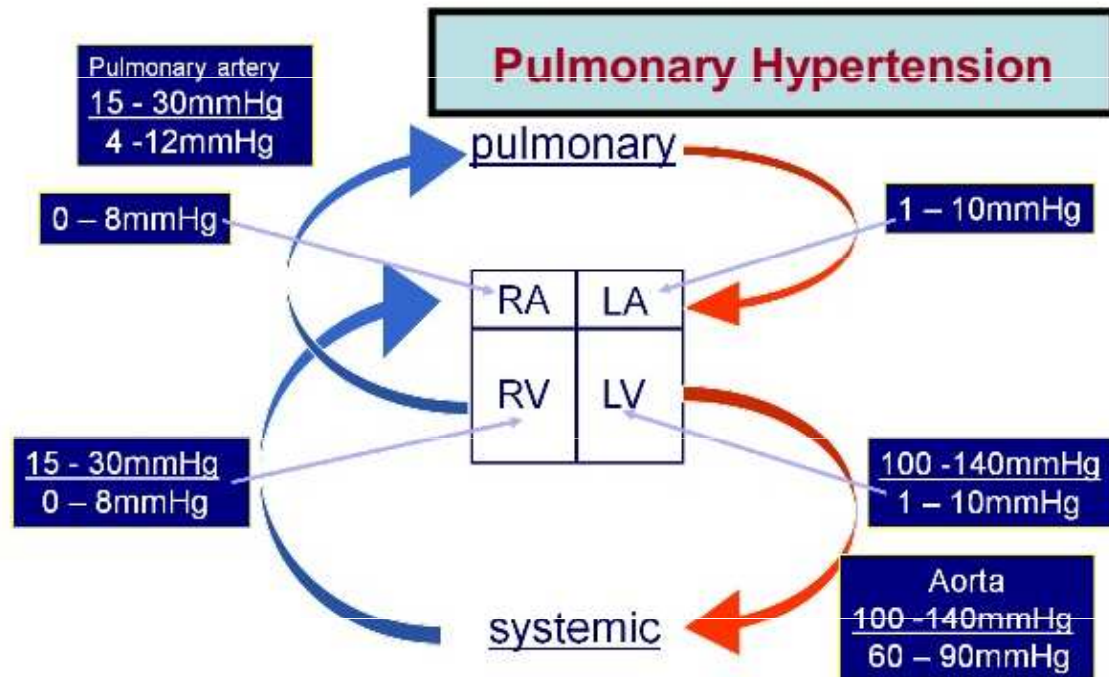 Pulmonary Hypertension
Pulmonary artery
15 - 30mmHg
4 -12mmHg
pulmonary
0 – 8mmHg
1 – 10mmHg
RA
LA
RV
LV
15 - 30mmHg
0 – 8mmHg
100 -140mmHg
1 – 10mmHg
systemic
Aorta
100 -140mmHg
60 – 90mmHg